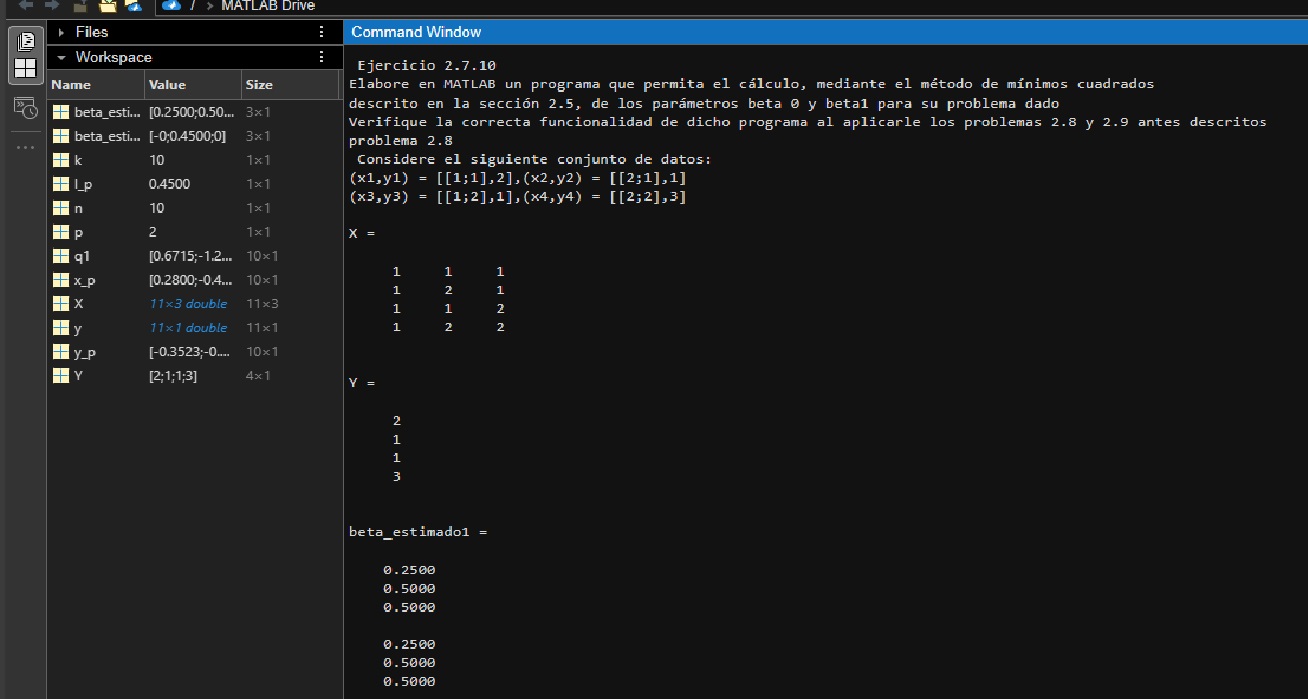 / > MATLAB Drive
Files
Workspace
Name Value Size
beta_esti... [0.2500;0.50... 3×1
beta_esti... [-0;0.4500;0] 3×1
k 10 1×1
l_p 0.4500 1×1
n 10 1×1
p 2 1×1
q1 [0.6715;-1.2... 10×1
x_p [0.2800;-0.4... 10×1
X 11×3 double 11×3
y 11×1 double 11×1
y_p [-0.3523;-0.... 10×1
Y [2;1;1;3] 4×1
Command Window
Ejercicio 2.7.10
Elabore en MATLAB un programa que permita el cálculo, mediante el método de mínimos cuadrados
descrito en la sección 2.5, de los parámetros beta 0 y beta1 para su problema dado
Verifique la correcta funcionalidad de dicho programa al aplicarle los problemas 2.8 y 2.9 antes descritos
problema 2.8
Considere el siguiente conjunto de datos:
(x1,y1) = [[1;1],2],(x2,y2) = [[2;1],1]
(x3,y3) = [[1;2],1],(x4,y4) = [[2;2],3]
X =
1 1 1
1 2 1
1 1 2
1 2 2
Y =
2
1
1
3
beta_estimado1 =
0.2500
0.5000
0.5000
0.2500
0.5000
0.5000